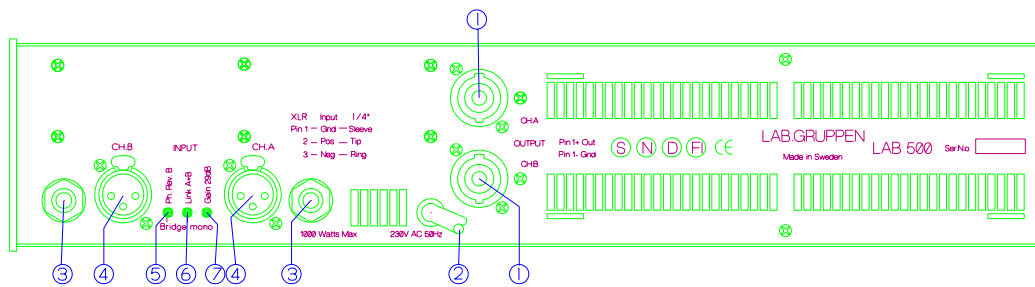 1
XLR Input 1/4"
Pin 1 – Gnd – Sleeve
2 – Pos – Tip
3 – Neg – Ring
CH.B
INPUT
CH.A
Ph. Rev. B
Link A+B
Gain 29dB
Bridge mono
1000 Watts Max
230V AC 50Hz
CH.A
OUTPUT
CH.B
Pin 1+ Out
Pin 1- Gnd
S N D FI CE
LAB.GRUPPEN
Made in Sweden
LAB 500
Ser.No:
3
4
5
6
7
4
3
2
1